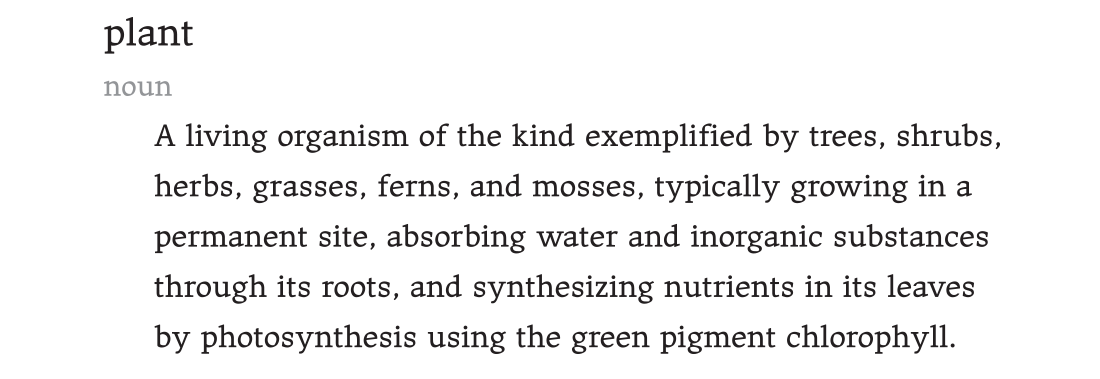 plant
noun
A living organism of the kind exemplified by trees, shrubs,
herbs, grasses, ferns, and mosses, typically growing in a
permanent site, absorbing water and inorganic substances
through its roots, and synthesizing nutrients in its leaves
by photosynthesis using the green pigment chlorophyll.